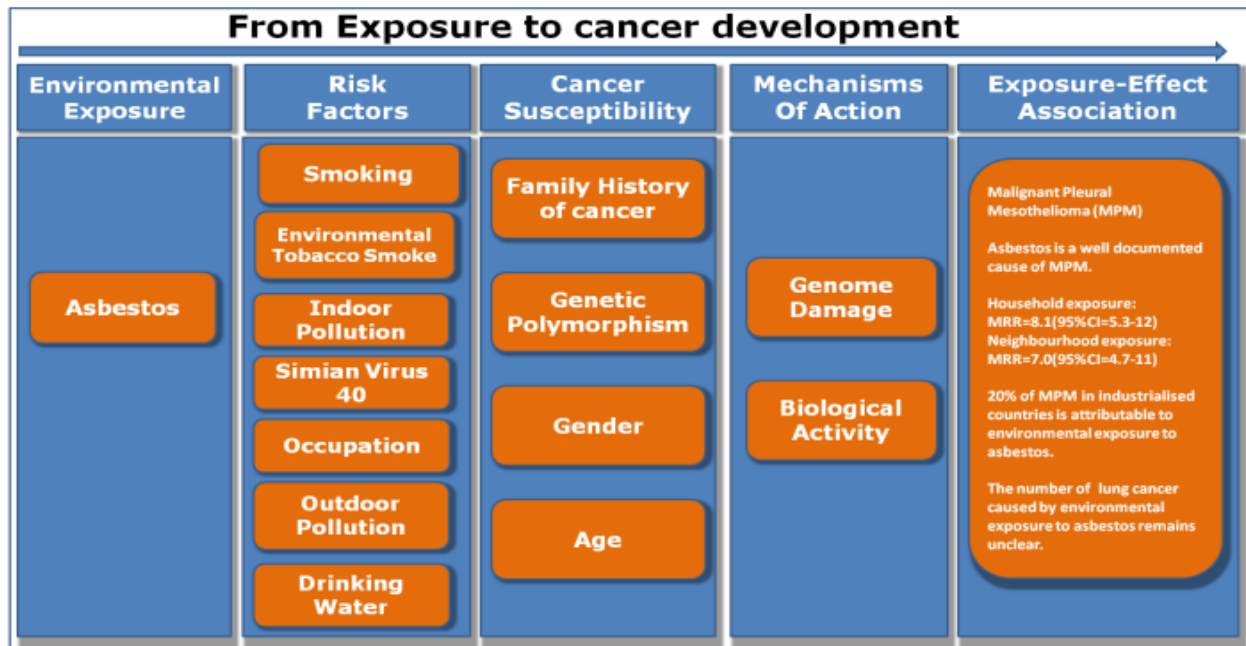 From Exposure to cancer development
Environmental
Exposure
Risk
Factors
Cancer
Susceptibility
Mechanisms
Of Action
Exposure-Effect
Association
Asbestos
Smoking
Environmental
Tobacco Smoke
Indoor
Pollution
Simian Virus
40
Occupation
Outdoor
Pollution
Drinking
Water
Family History
of cancer
Genetic
Polymorphism
Gender
Age
Genome
Damage
Biological
Activity
Malignant Pleural
Mesothelioma (MPM)
Asbestos is a well documented
cause of MPM.
Household exposure:
MRR=8.1(95%CI=5.3-12)
Neighbourhood exposure:
MRR=7.0(95%CI=4.7-11)
20% of MPM in industrialised
countries is attributable to
environmental exposure to
asbestos.
The number of lung cancer
caused by environmental
exposure to asbestos remains
unclear.